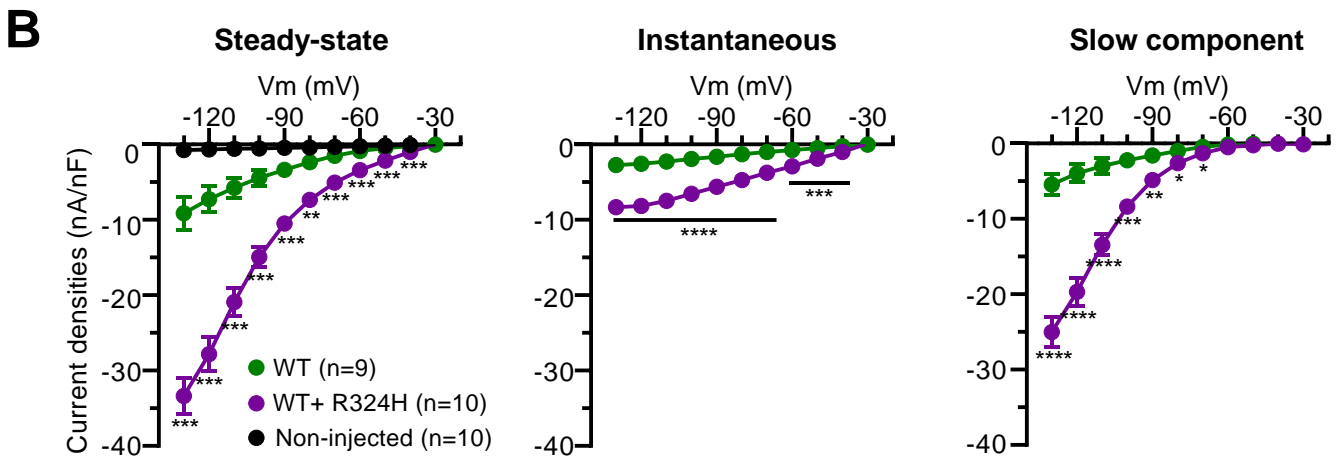 B
Steady-state
Instantaneous
Slow component
Vm (mV)
Vm (mV)
Vm (mV)
-120 -90 -60 -30
-120 -90 -60 -30
-120 -90 -60 -30
Current densities (nA/nF)
0
-10
-20
-30
-40
***
***
***
***
***
**
***
***
***
***
WT (n=9)
WT+ R324H (n=10)
Non-injected (n=10)
0
-10
-20
-30
-40
****
***
0
-10
-20
-30
-40
****
****
****
***
**
*
*